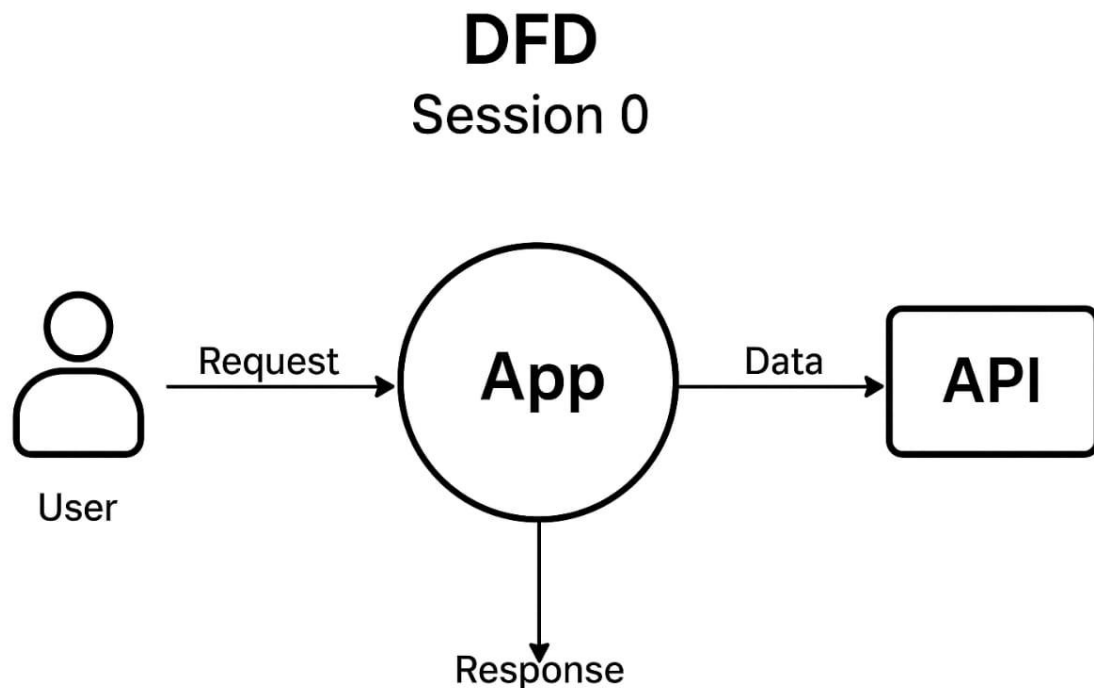 DFD
Session 0
Request
App
Data
API
User
Response